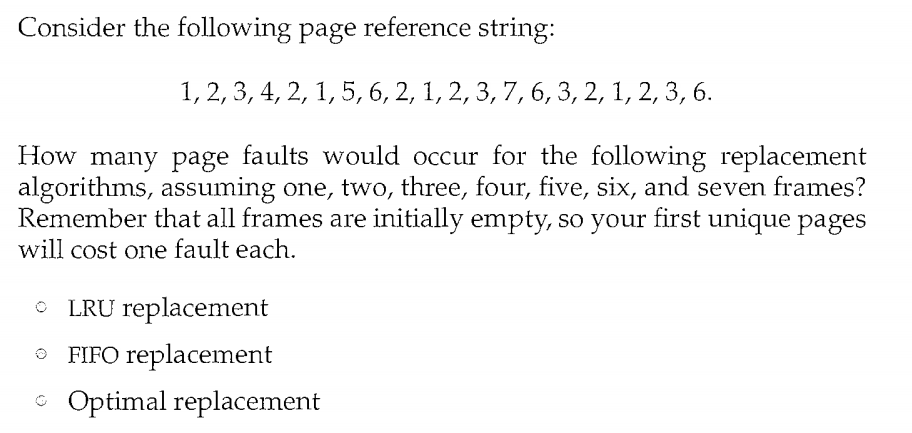 Consider the following page reference string:
1, 2, 3, 4, 2, 1, 5, 6, 2, 1, 2, 3, 7, 6, 3, 2, 1, 2, 3, 6.
How many page faults would occur for the following replacement
algorithms, assuming one, two, three, four, five, six, and seven frames?
Remember that all frames are initially empty, so your first unique pages
will cost one fault each.
○ LRU replacement
○ FIFO replacement
○ Optimal replacement